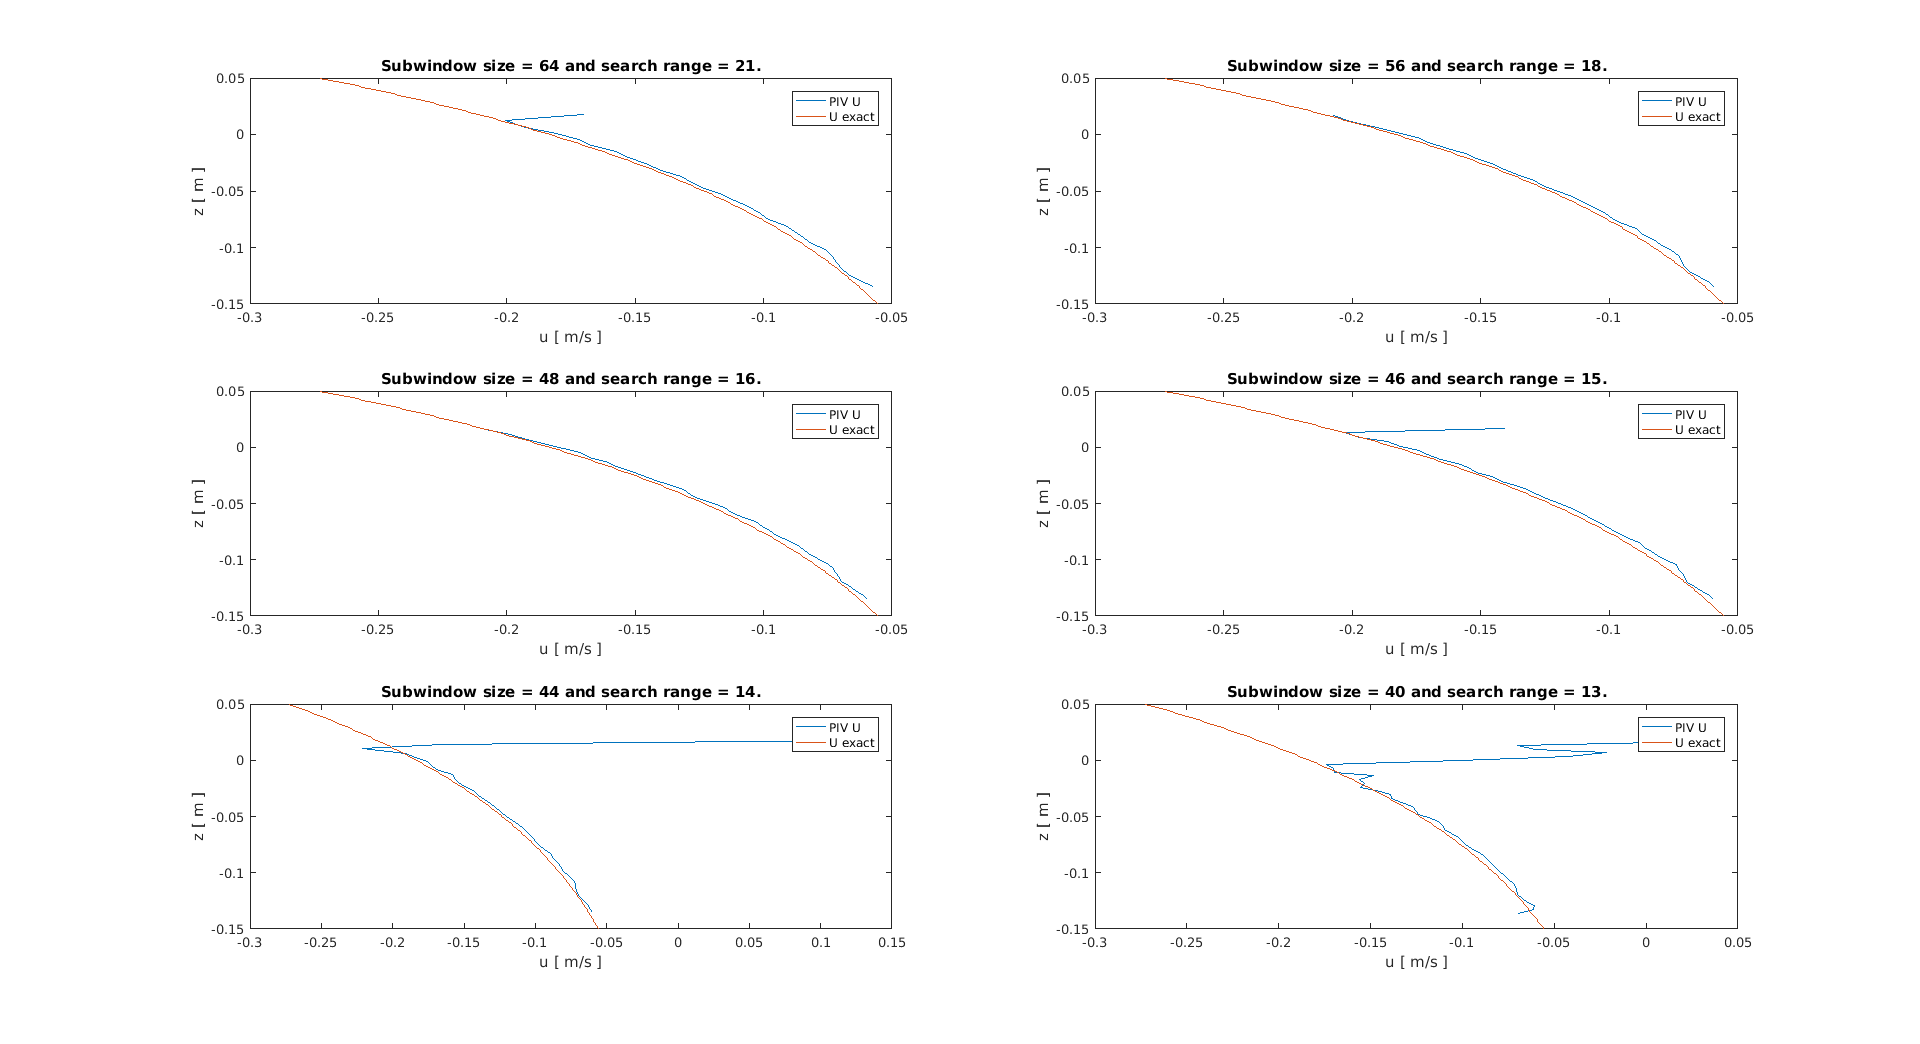 Subwindow size = 64 and search range = 21.
0.05
0
-0.05
-0.1
-0.15
z [ m ]
-0.3 -0.25 -0.2 -0.15 -0.1 -0.05
u [ m/s ]
PIV U
U exact
Subwindow size = 56 and search range = 18.
0.05
0
-0.05
-0.1
-0.15
z [ m ]
-0.3 -0.25 -0.2 -0.15 -0.1 -0.05
u [ m/s ]
PIV U
U exact
Subwindow size = 48 and search range = 16.
0.05
0
-0.05
-0.1
-0.15
z [ m ]
-0.3 -0.25 -0.2 -0.15 -0.1 -0.05
u [ m/s ]
PIV U
U exact
Subwindow size = 46 and search range = 15.
0.05
0
-0.05
-0.1
-0.15
z [ m ]
-0.3 -0.25 -0.2 -0.15 -0.1 -0.05
u [ m/s ]
PIV U
U exact
Subwindow size = 44 and search range = 14.
0.05
0
-0.05
-0.1
-0.15
z [ m ]
-0.3 -0.25 -0.2 -0.15 -0.1 -0.05 0 0.05 0.1 0.15
u [ m/s ]
PIV U
U exact
Subwindow size = 40 and search range = 13.
0.05
0
-0.05
-0.1
-0.15
z [ m ]
-0.3 -0.25 -0.2 -0.15 -0.1 -0.05 0 0.05
u [ m/s ]
PIV U
U exact